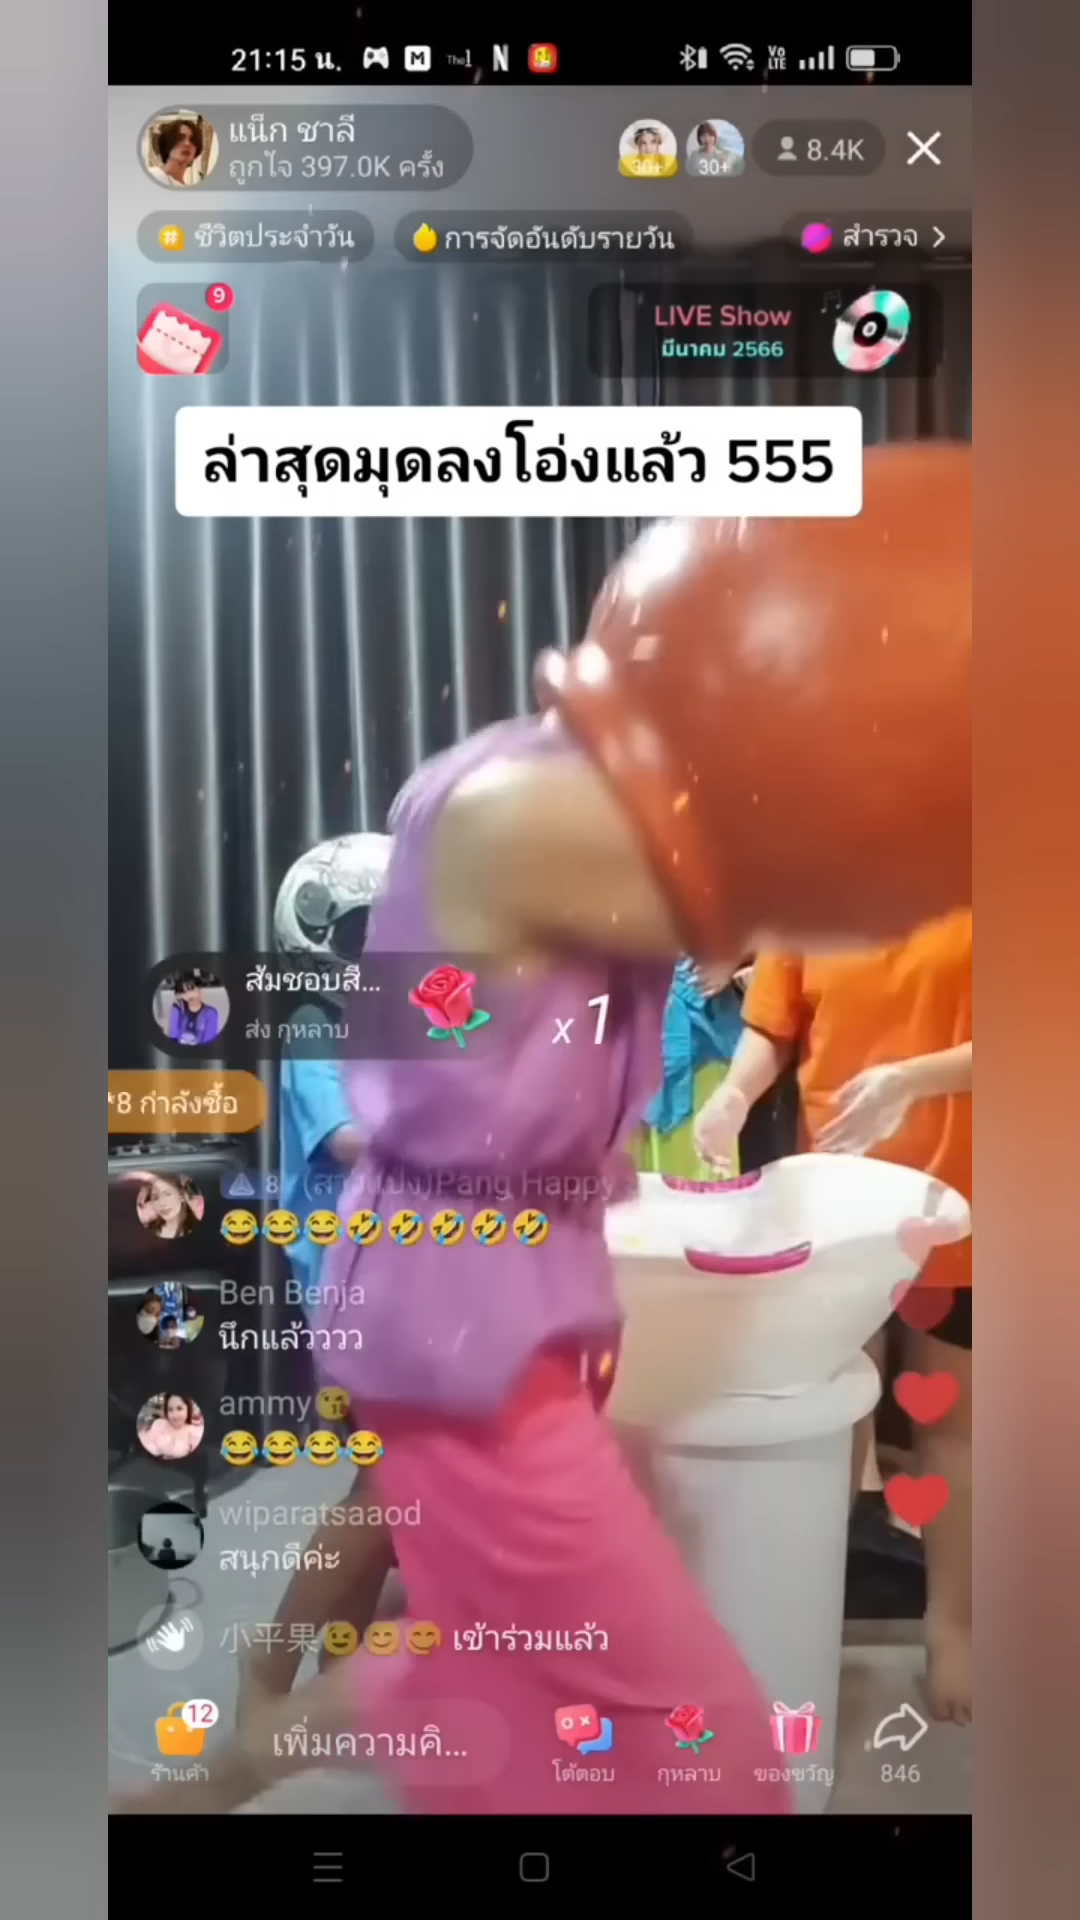 21:15 น.
The1
Vo
LTE
แน็ก ชาลี
ถูกใจ 397.0K ครั้ง
30+
30+
8.4K
ชีวิตประจำวัน
การจัดอันดับรายวัน
สำรวจ
9
LIVE Show
มีนาคม 2566
ล่าสุดมุดลงโอ่งแล้ว 555
ส้มชอบสี...
ส่ง กุหลาบ
x 1
*8 กำลังซื้อ
Pang Happy
😂😂😂🤣🤣🤣🤣🤣
Ben Benja
นึกแล้วววว
ammy😘
😂😂😂😂
wiparatsaaod
สนุกดีค่ะ
小平果😉😊😋 เข้าร่วมแล้ว
12
ร้านค้า
เพิ่มความคิ...
โต้ตอบ
กุหลาบ
ของขวัญ
846